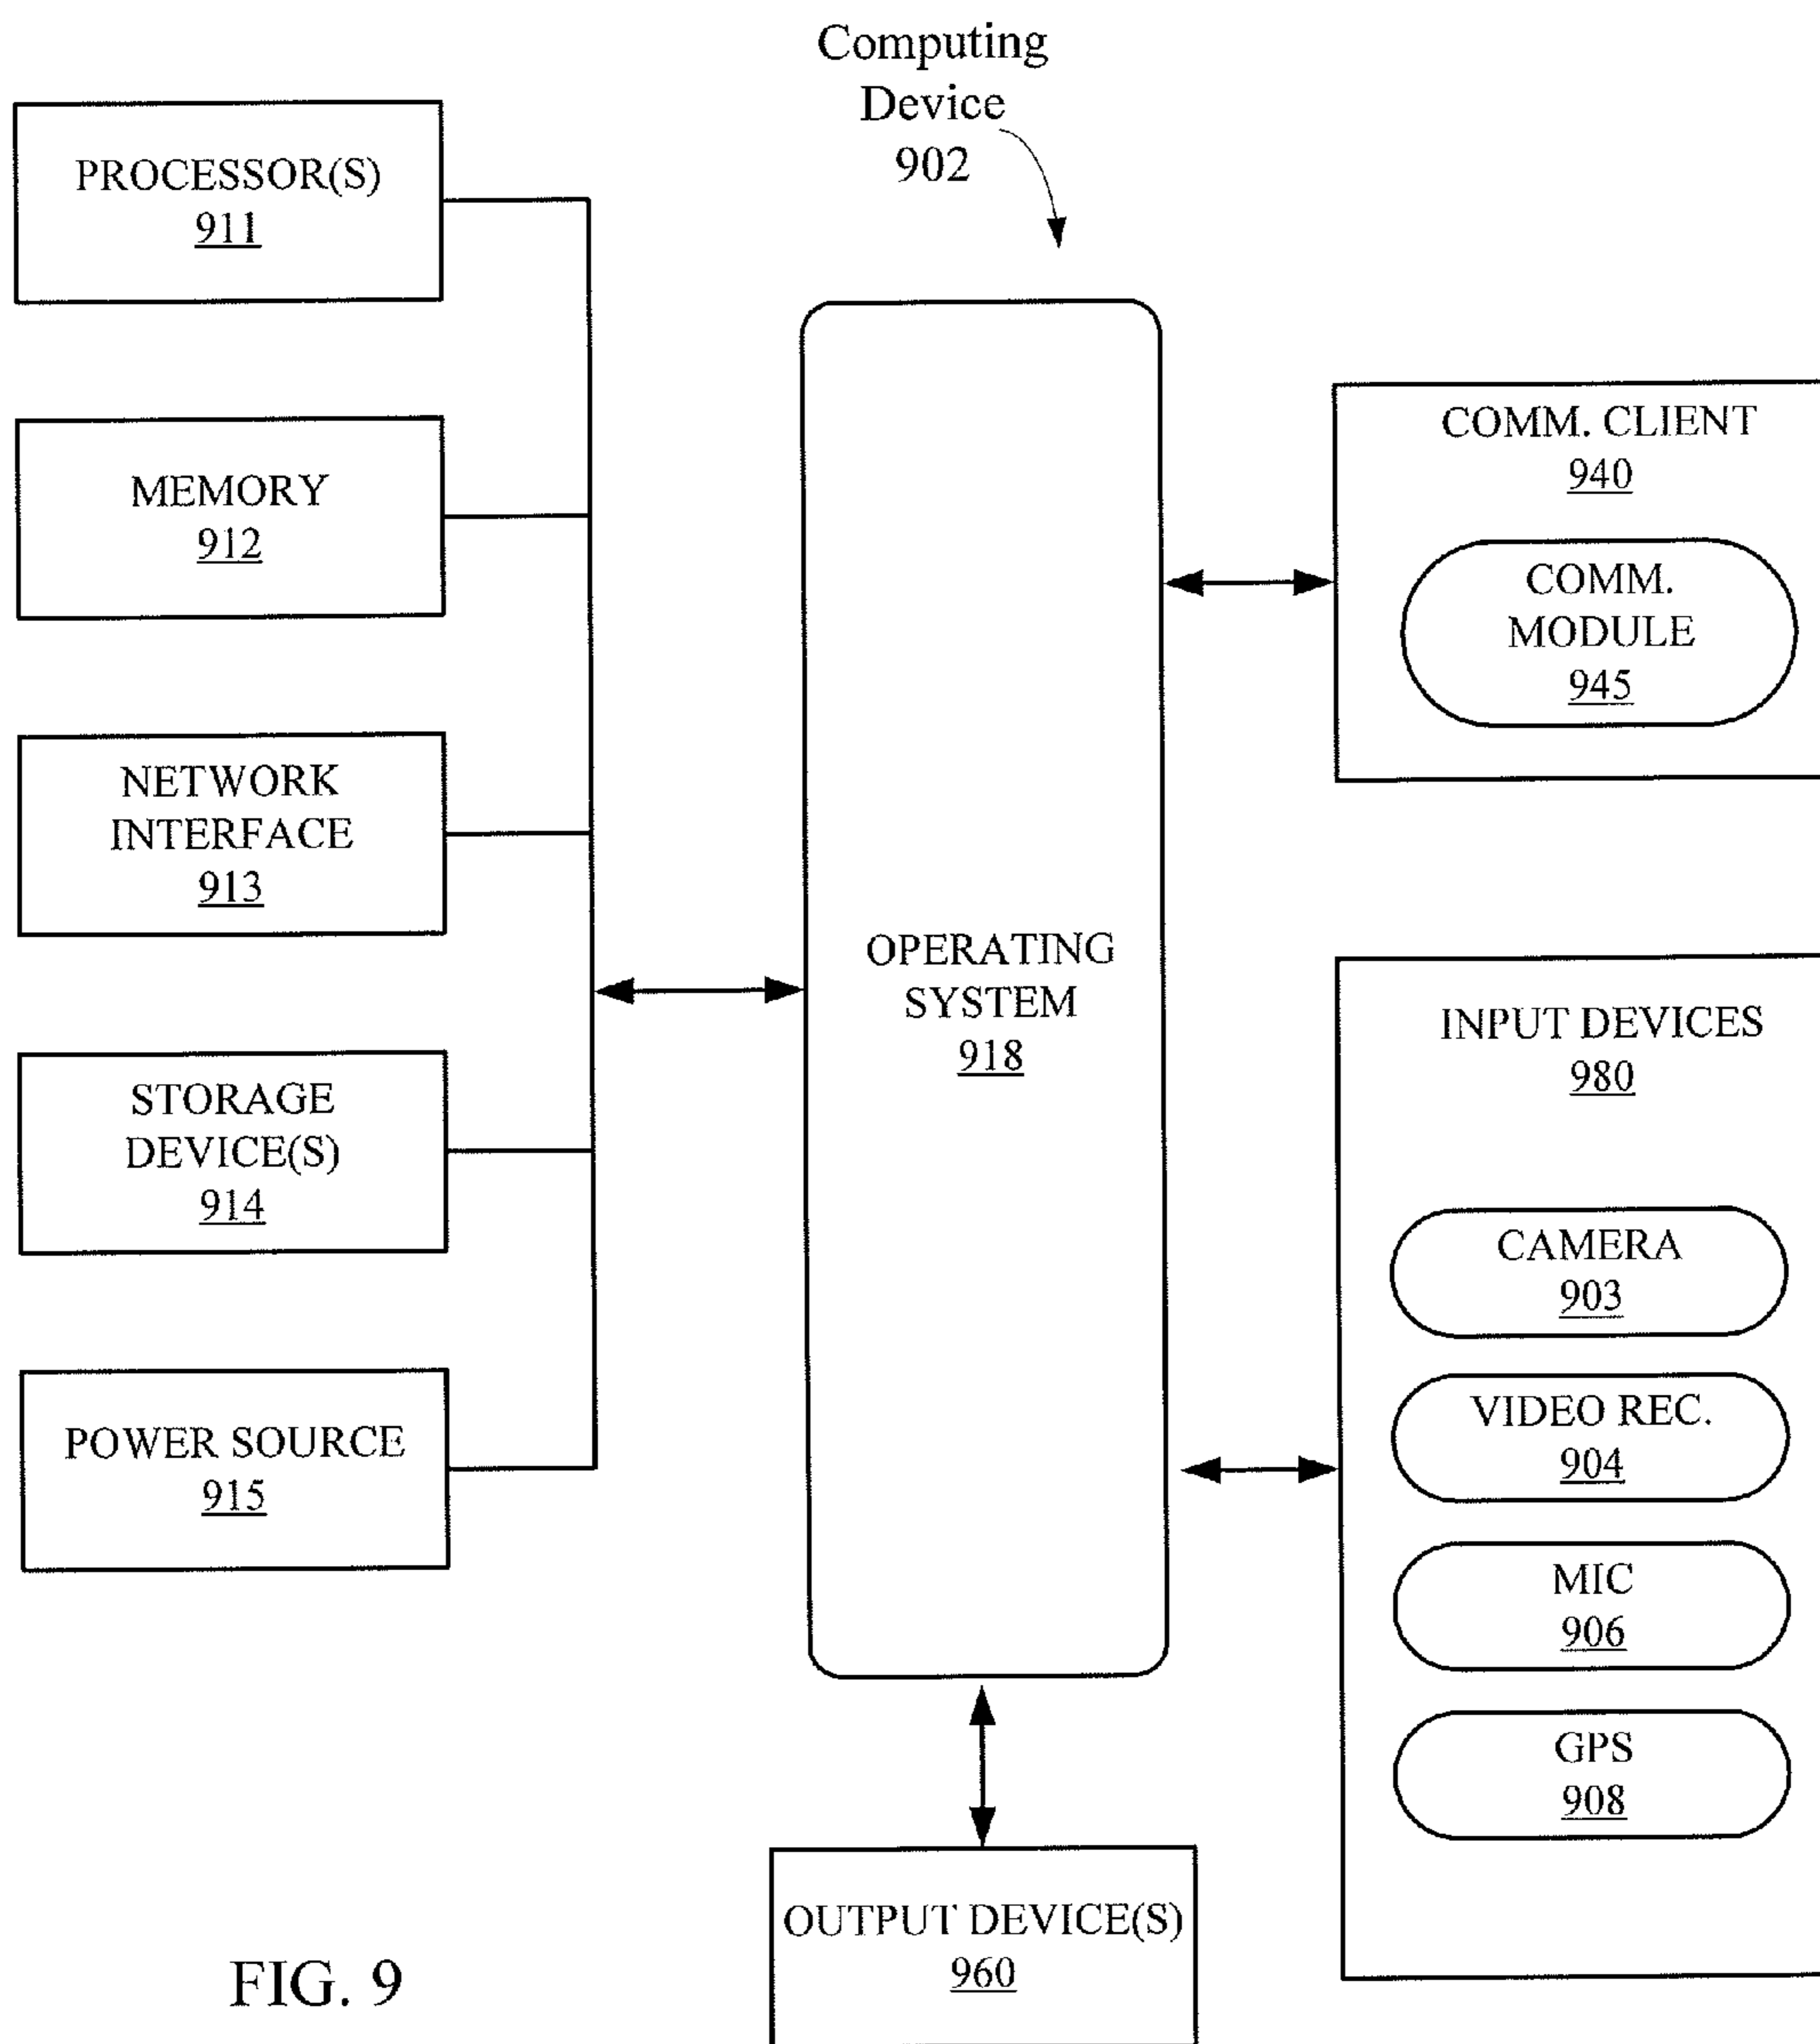 Computing
Device
902
PROCESSOR(S)
911
MEMORY
912
NETWORK
INTERFACE
913
STORAGE
DEVICE(S)
914
POWER SOURCE
915
OPERATING
SYSTEM
918
COMM. CLIENT
940
COMM.
MODULE
945
INPUT DEVICES
980
CAMERA
903
VIDEO REC.
904
MIC
906
GPS
908
OUTPUT DEVICE(S)
960
FIG. 9